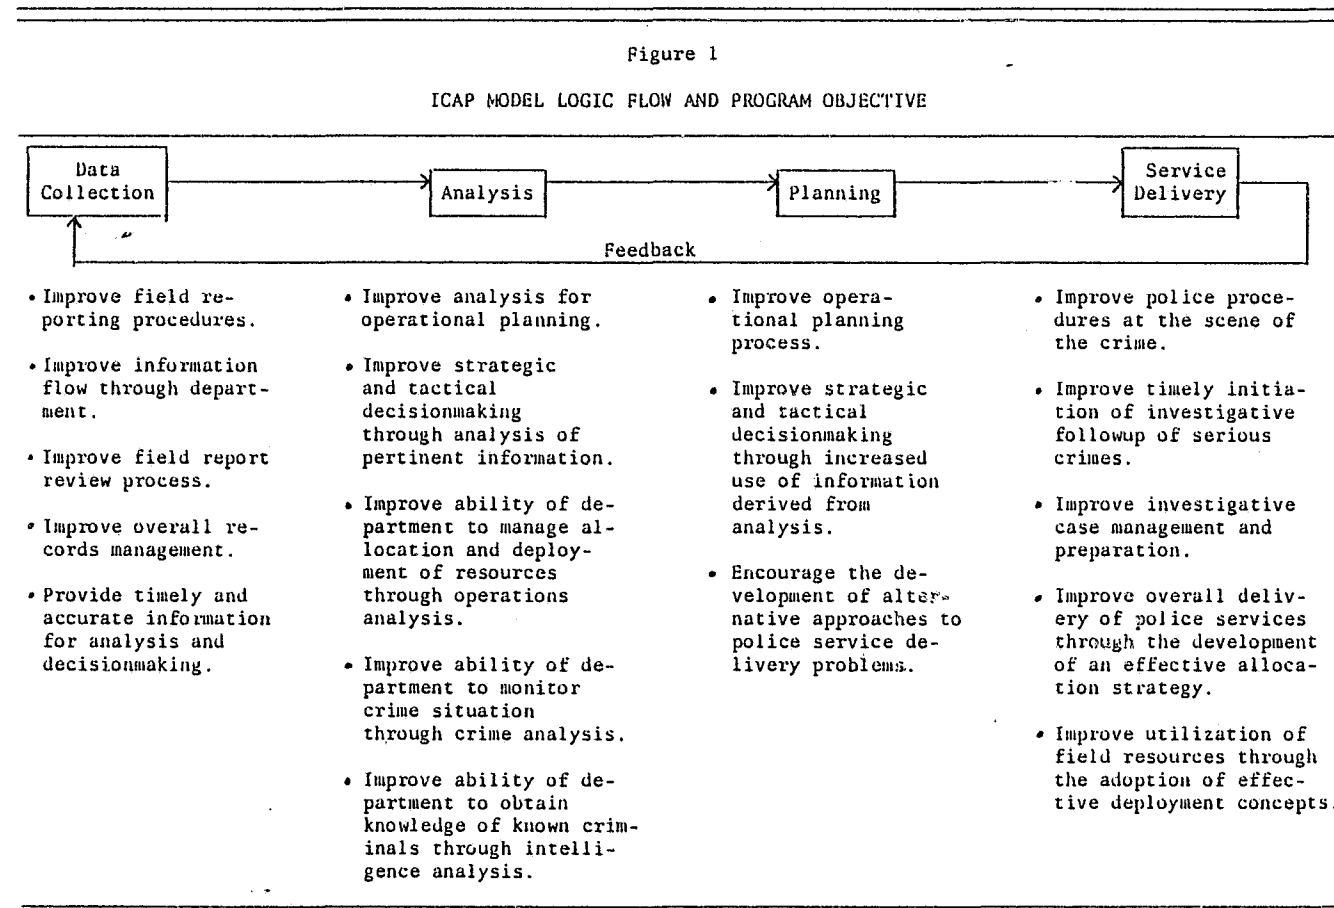 Figure 1
ICAP MODEL LOGIC FLOW AND PROGRAM OBJECTIVE
Data
Collection
Analysis
Planning
Service
Delivery
Feedback
• Improve field re-
porting procedures.
• Improve information
flow through depart-
ment.
• Improve field report
review process.
• Improve overall re-
cords management.
• Provide timely and
accurate information
for analysis and
decisionmaking.
• Improve analysis for
operational planning.
• Improve strategic
and tactical
decisionmaking
through analysis of
pertinent information.
• Improve ability of de-
partment to manage al-
location and deploy-
ment of resources
through operations
analysis.
• Improve ability of de-
partment to monitor
crime situation
through crime analysis.
• Improve ability of de-
partment to obtain
knowledge of known crim-
inals through intelli-
gence analysis.
• Improve opera-
tional planning
process.
• Improve strategic
and tactical
decisionmaking
through increased
use of information
derived from
analysis.
• Encourage the de-
velopment of alter-
native approaches to
police service de-
livery problems.
• Improve police proce-
dures at the scene of
the crime.
• Improve timely initia-
tion of investigative
followup of serious
crimes.
• Improve investigative
case management and
preparation.
• Improve overall deliv-
ery of police services
through the development
of an effective alloca-
tion strategy.
• Improve utilization of
field resources through
the adoption of effec-
tive deployment concepts.